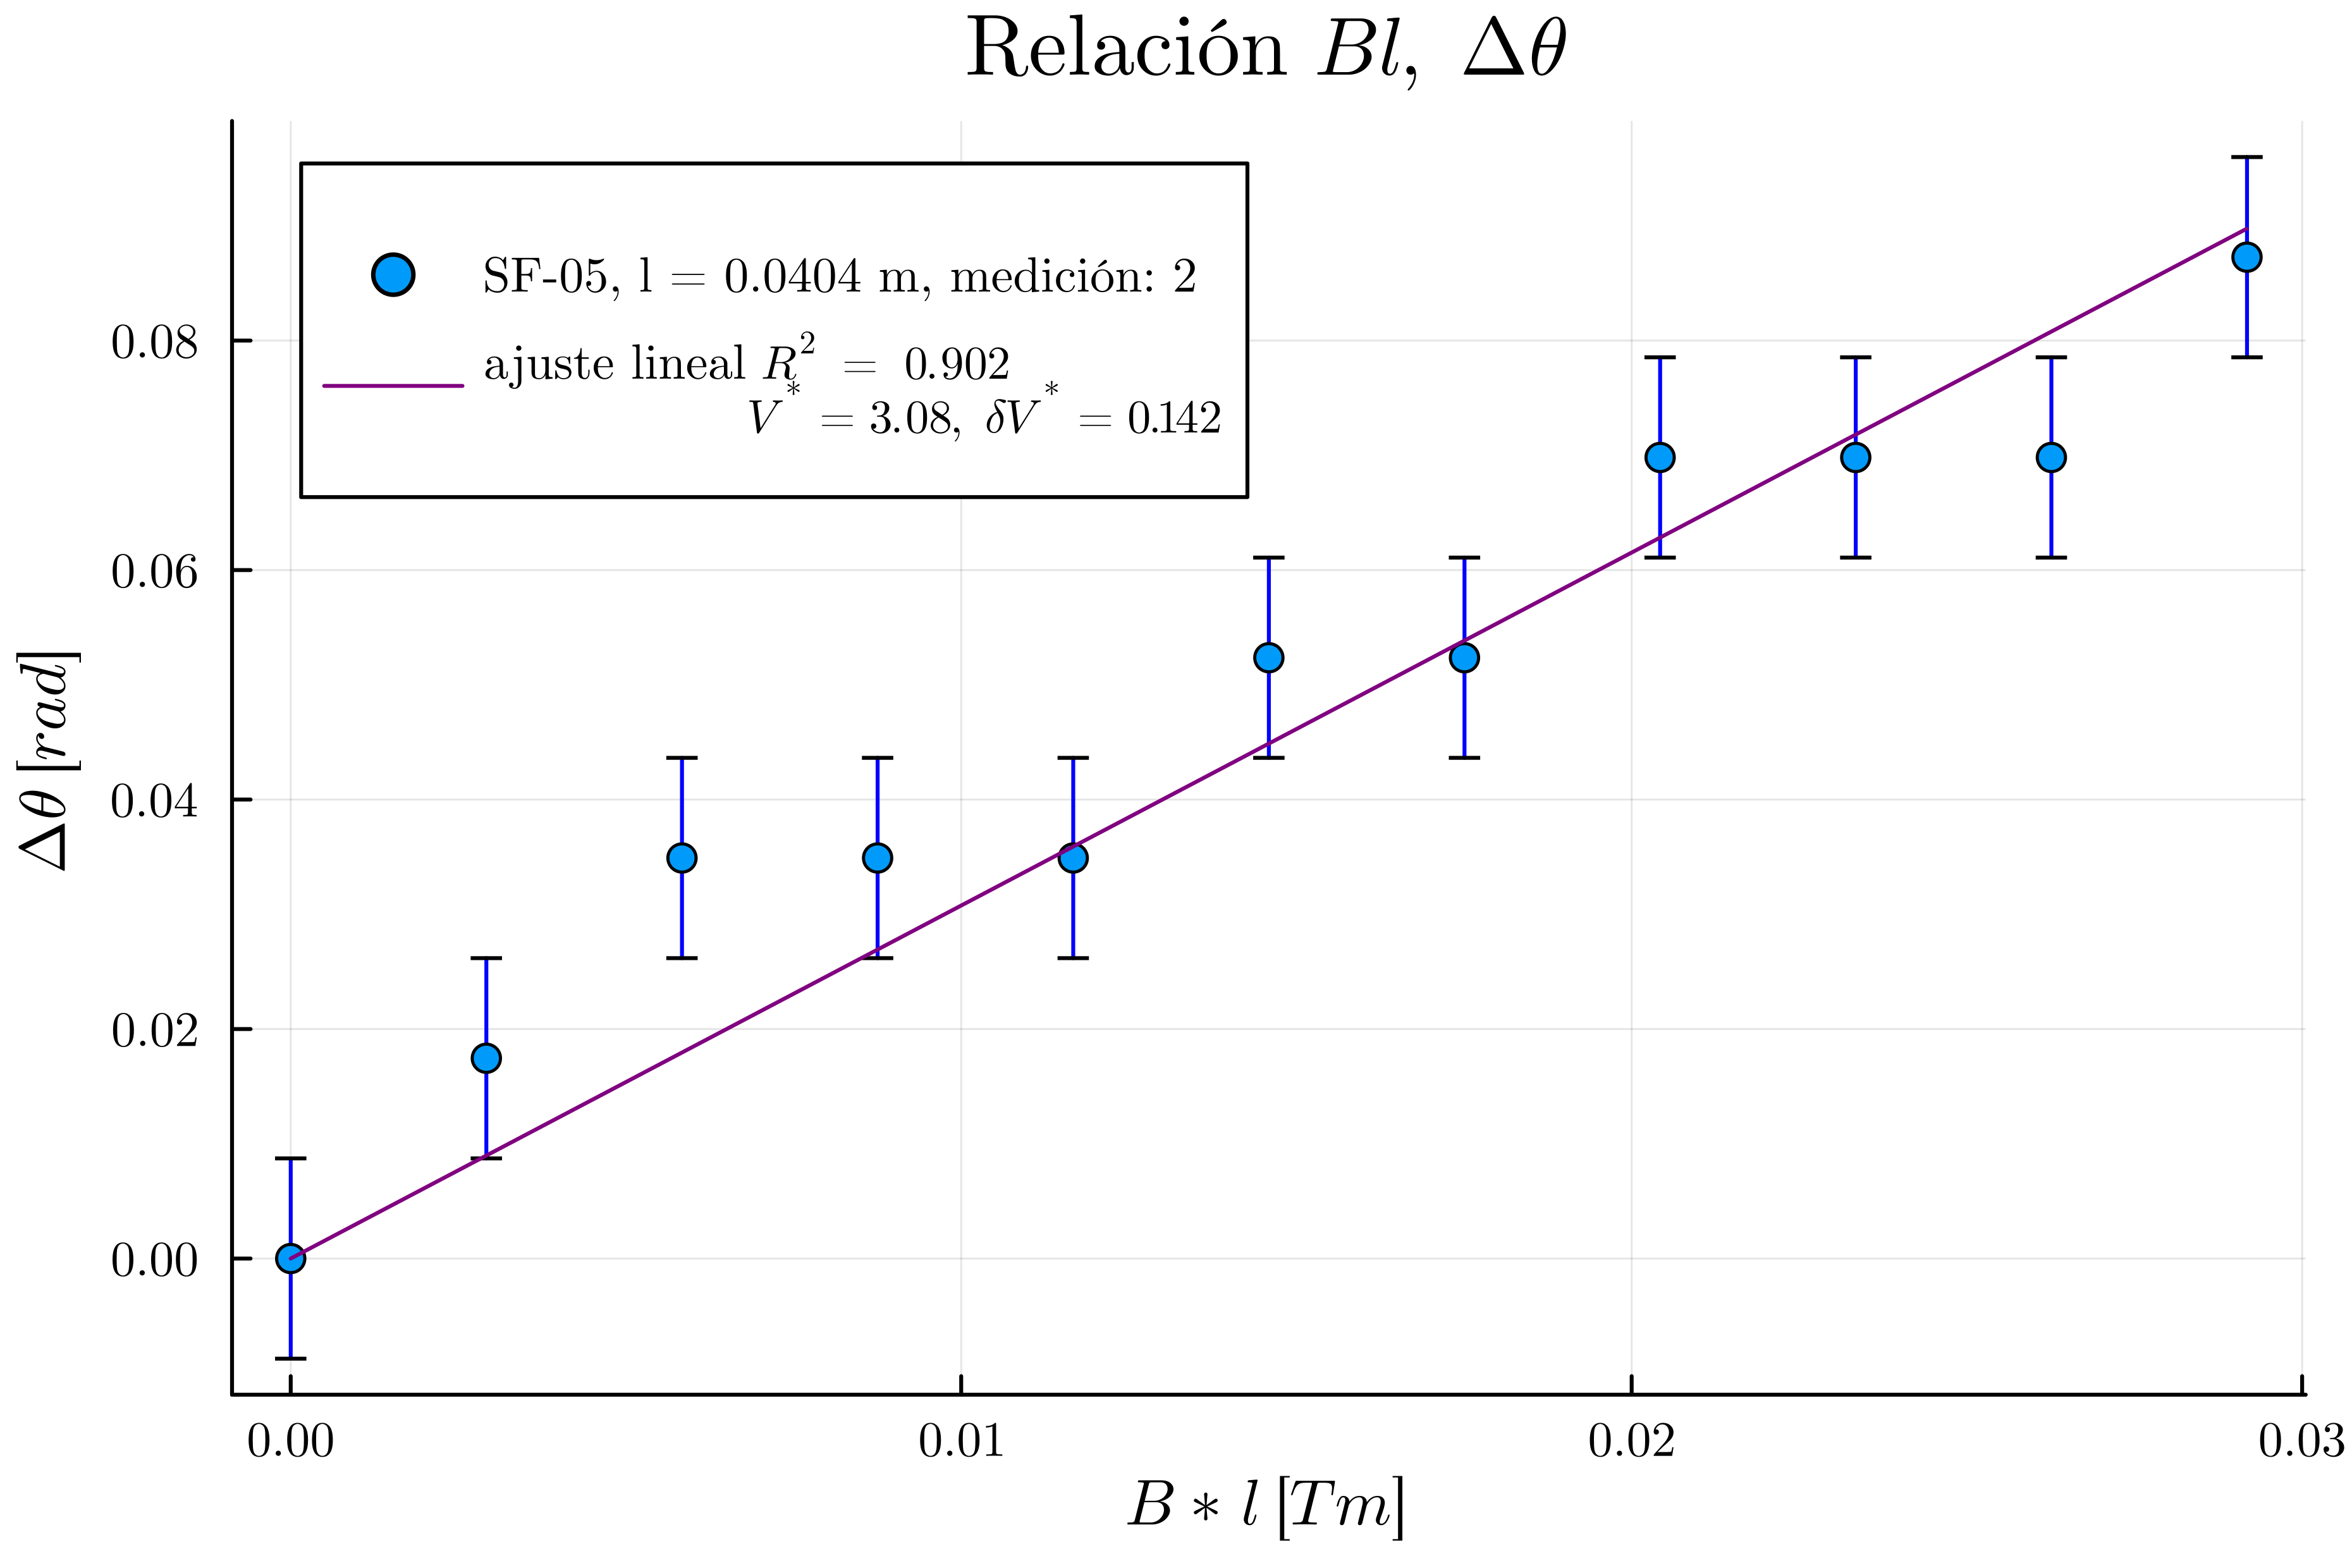 Relación Bl, Δθ
SF-05, l = 0.0404 m, medición: 2
ajuste lineal R² = 0.902
V* = 3.08, δV* = 0.142
Δθ [rad]
0.08
0.06
0.04
0.02
0.00
0.00 0.01 0.02 0.03
B * l [Tm]